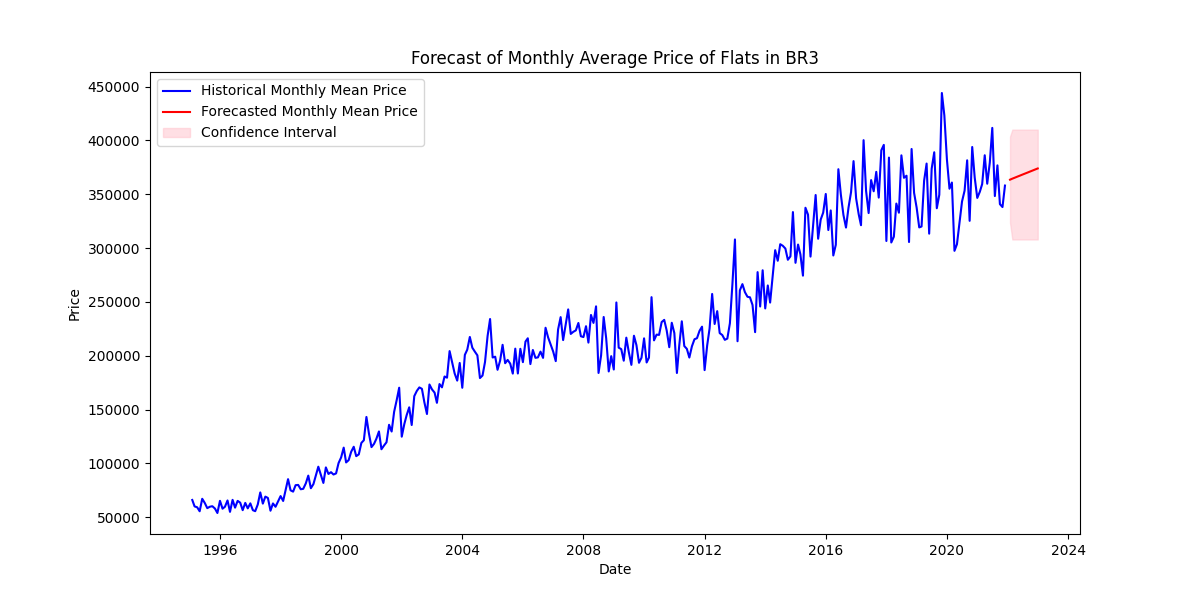 Forecast of Monthly Average Price of Flats in BR3
Historical Monthly Mean Price
Forecasted Monthly Mean Price
Confidence Interval
450000
400000
350000
300000
250000
200000
150000
100000
50000
Price
1996 2000 2004 2008 2012 2016 2020 2024
Date